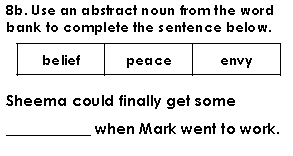 8b. Use an abstract noun from the word
bank to complete the sentence below.
belief peace envy
Sheema could finally get some
__________ when Mark went to work.